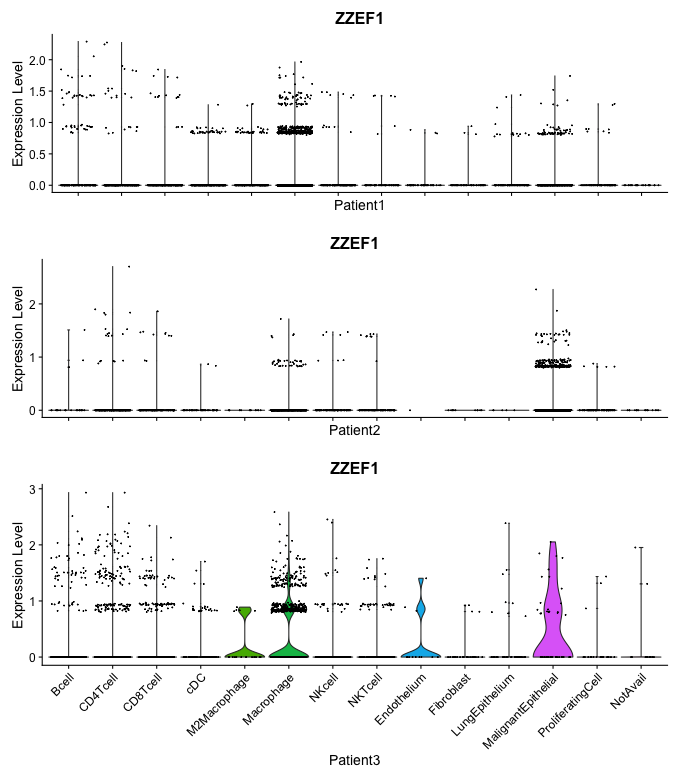 ZZEF1
Expression Level
2.0
1.5
1.0
0.5
0.0
Patient1
ZZEF1
Expression Level
2
1
0
Patient2
ZZEF1
Expression Level
3
2
1
0
Bcell
CD4Tcell
CD8Tcell
cDC
M2Macrophage
Macrophage
NKcell
NKTcell
Endothelium
Fibroblast
LungEpithelium
MalignantEpithelial
ProliferatingCell
NotAvail
Patient3